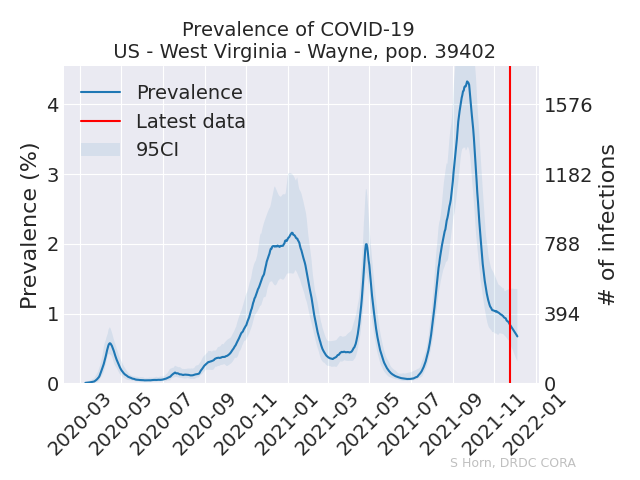 Prevalence of COVID-19
US - West Virginia - Wayne, pop. 39402
Prevalence
Latest data
95CI
Prevalence (%)
4
3
2
1
0
1576
1182
788
394
0
# of infections
2020-03
2020-05
2020-07
2020-09
2020-11
2021-01
2021-03
2021-05
2021-07
2021-09
2021-11
2022-01
S Horn, DRDC CORA